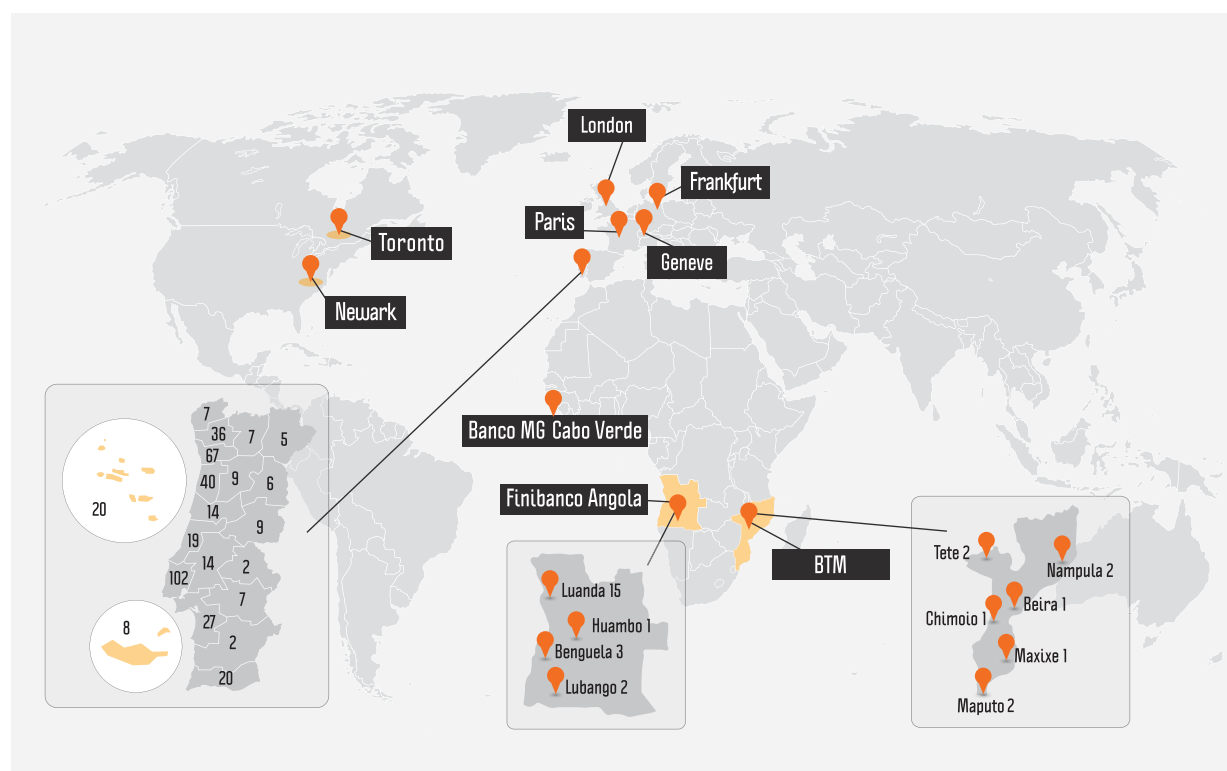 London
Frankfurt
Paris
Toronto
Geneve
Newark
Banco MG Cabo Verde
Finibanco Angola
BTM
7
36
7
5
67
40
9
6
20
14
9
19
14
2
102
7
27
8
2
20
Luanda 15
Huambo 1
Benguela 3
Lubango 2
Tete 2
Nampula 2
Beira 1
Chimoio 1
Maxixe 1
Maputo 2